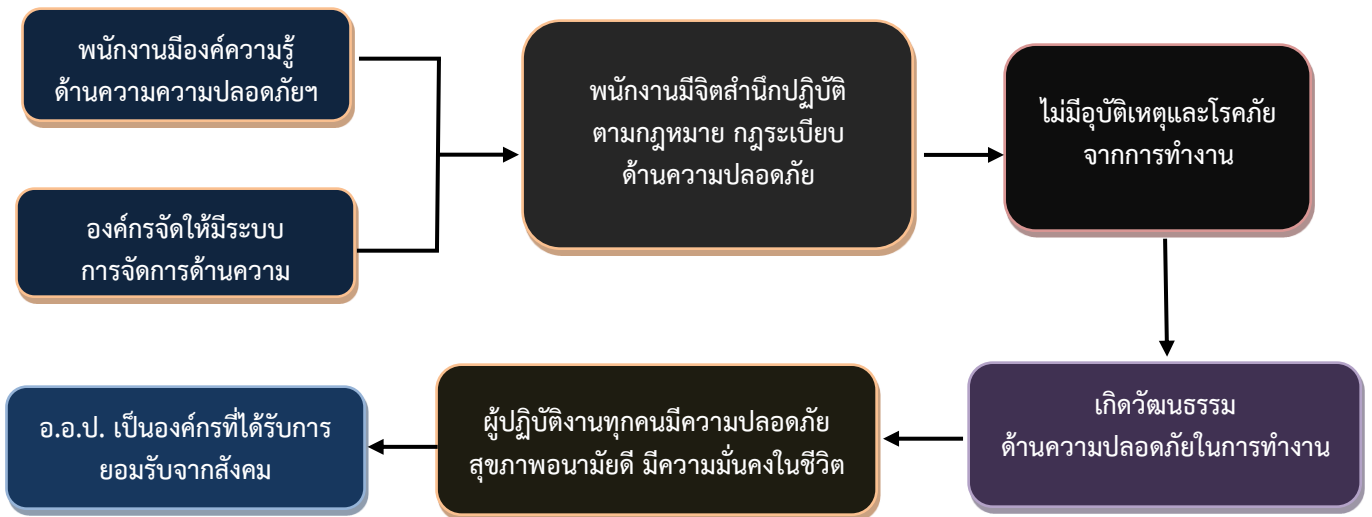 พนักงานมีองค์ความรู้
ด้านความความปลอดภัยฯ
องค์กรจัดให้มีระบบ
การจัดการด้านความ
พนักงานมีจิตสำนึกปฏิบัติ
ตามกฎหมาย กฎระเบียบ
ด้านความปลอดภัย
ไม่มีอุบัติเหตุและโรคภัย
จากการทำงาน
เกิดวัฒนธรรม
ด้านความปลอดภัยในการทำงาน
ผู้ปฏิบัติงานทุกคนมีความปลอดภัย
สุขภาพอนามัยดี มีความมั่นคงในชีวิต
อ.อ.ป. เป็นองค์กรที่ได้รับการ
ยอมรับจากสังคม